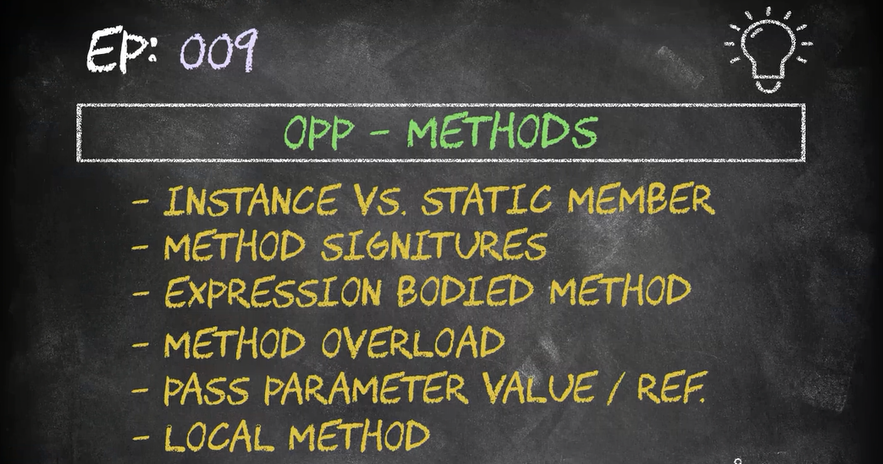 EP: 009
OPP - METHODS
- INSTANCE VS. STATIC MEMBER
- METHOD SIGNITURES
- EXPRESSION BODIED METHOD
- METHOD OVERLOAD
- PASS PARAMETER VALUE / REF.
- LOCAL METHOD